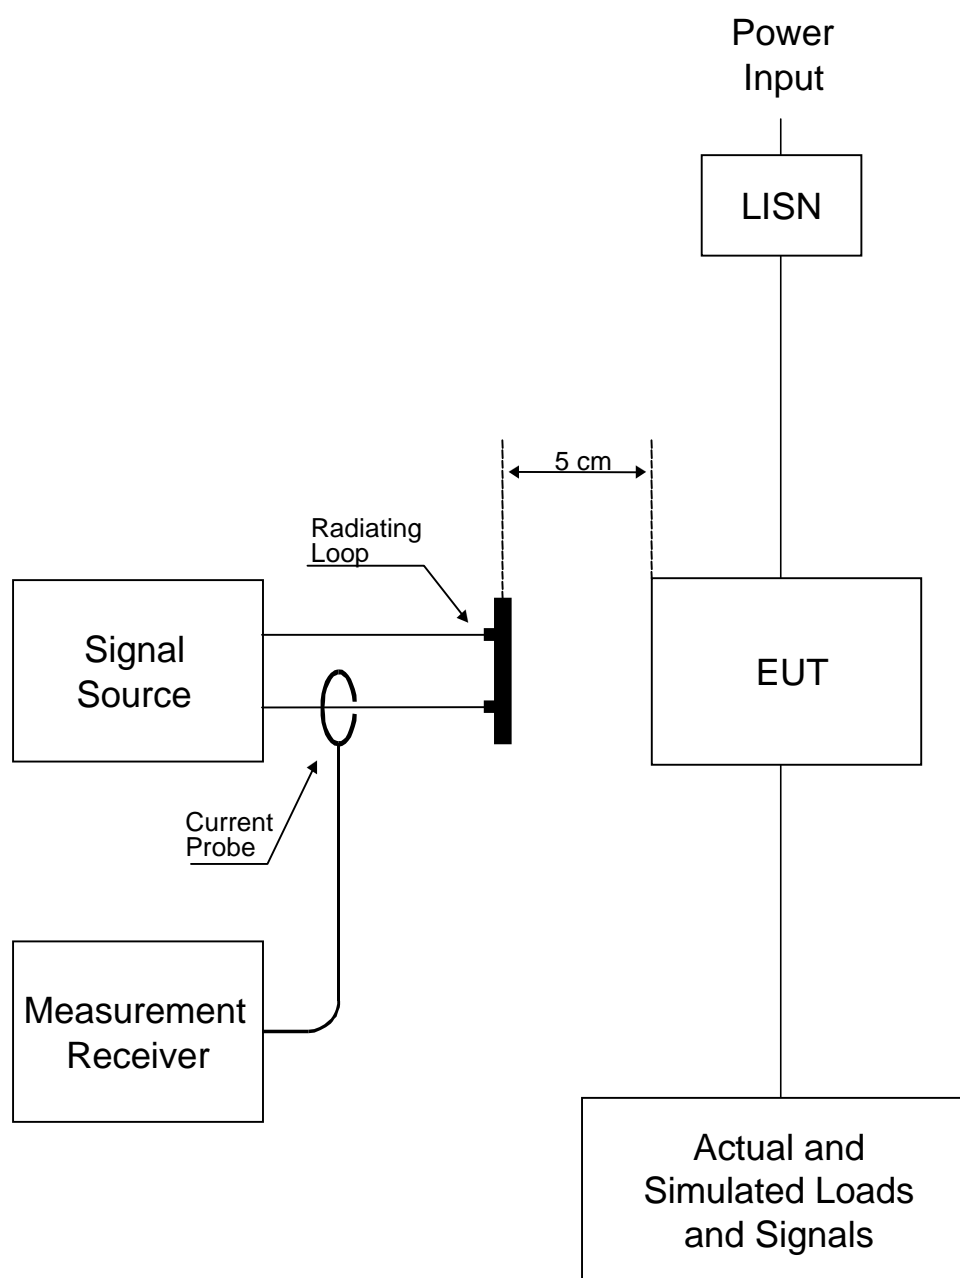 Power
Input
LISN
5 cm
Radiating
Loop
Signal
Source
EUT
Current
Probe
Measurement
Receiver
Actual and
Simulated Loads
and Signals